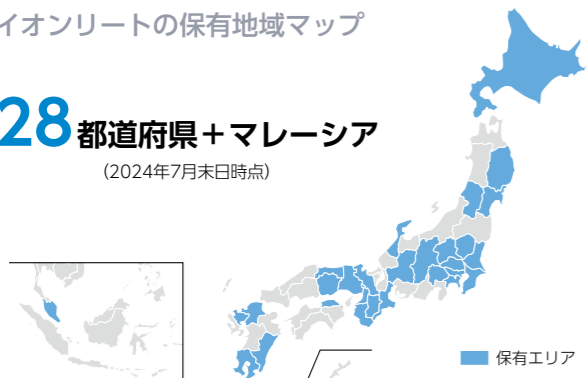 イオンリートの保有地域マップ
28都道府県＋マレーシア
（2024年7月末日時点）
保有エリア